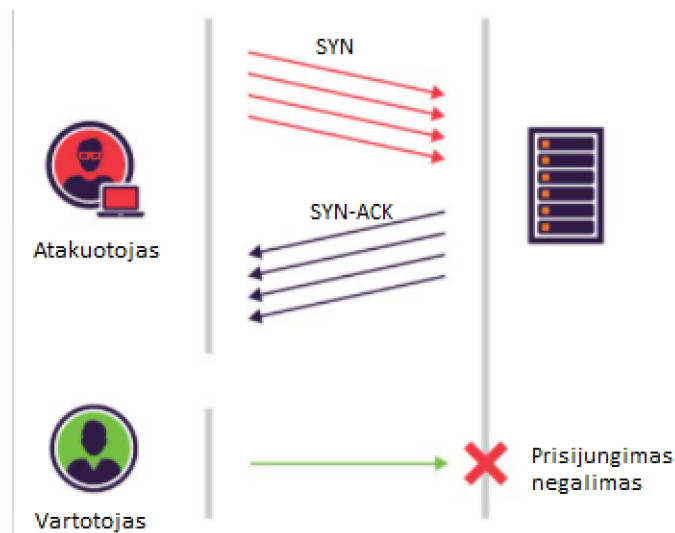 SYN
SYN-ACK
Atakuotojas
Prisijungimas
negalimas
Vartotojas